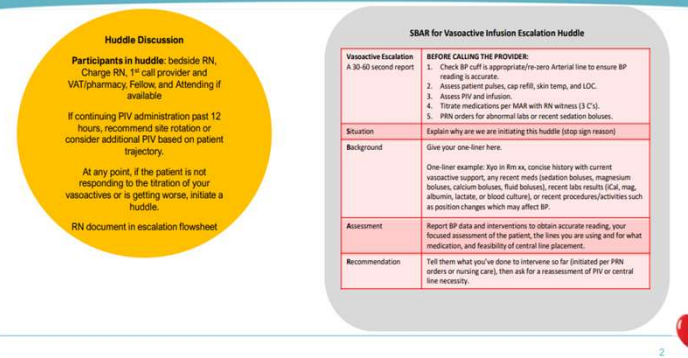 Huddle Discussion
Participants in huddle: bedside RN,
Charge RN, 1st call provider and
VAT/pharmacy, Fellow, and Attending if
available
If continuing PIV administration past 12
hours, recommend site rotation or
consider additional PIV based on patient
trajectory.
At any point, if the patient is not
responding to the titration of your
vasoactives or is getting worse, initiate a
huddle.
RN document in escalation flowsheet
SBAR for Vasoactive Infusion Escalation Huddle
Vasoactive Escalation
A 30-60 second report
BEFORE CALLING THE PROVIDER:
1. Check BP cuff is appropriate/re-zero Arterial line to ensure BP
reading is accurate.
2. Assess patient pulses, cap refill, skin temp, and LOC.
3. Assess PIV and infusion.
4. Titrate medications per MAR with RN witness (3 C's).
5. PRN orders for abnormal labs or recent sedation boluses.
Situation
Explain why are we initiating this huddle (stop sign reason)
Background
Give your one-liner here.
One-liner example: Xyo in Rm xx, concise history with current
vasoactive support, any recent meds (sedation boluses, magnesium
boluses, calcium boluses, fluid boluses), recent labs results (iCal, mag,
albumin, lactate, or blood culture), or recent procedures/activities such
as position changes which may affect BP.
Assessment
Report BP data and interventions to obtain accurate reading, your
focused assessment of the patient, the lines you are using and for what
medication, and feasibility of central line placement.
Recommendation
Tell them what you've done to intervene so far (initiated per PRN
orders or nursing care), then ask for a reassessment of PIV or central
line necessity.
2